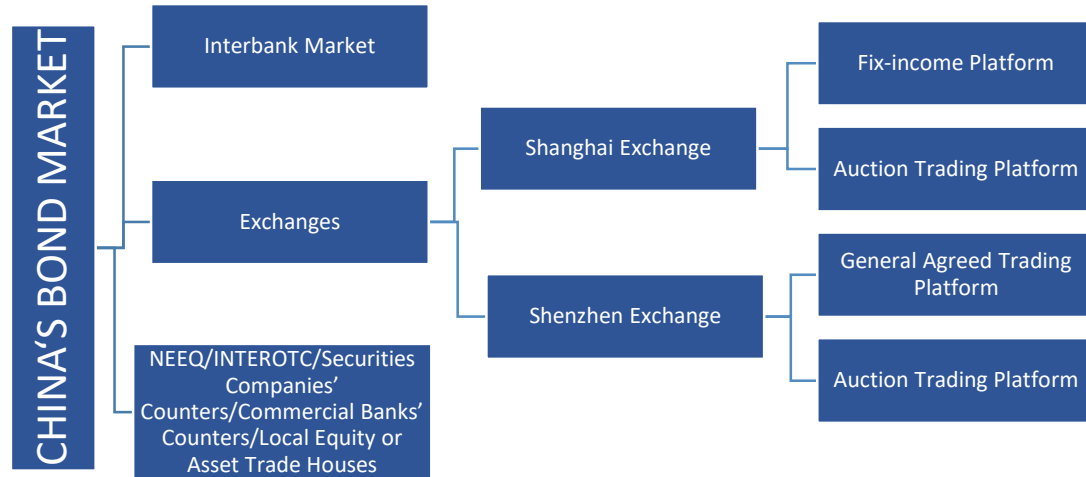 CHINA‘S BOND MARKET
Interbank Market
Exchanges
NEEQ/INTEROTC/Securities
Companies’
Counters/Commercial Banks’
Counters/Local Equity or
Asset Trade Houses
Shanghai Exchange
Shenzhen Exchange
Fix-income Platform
Auction Trading Platform
General Agreed Trading
Platform
Auction Trading Platform